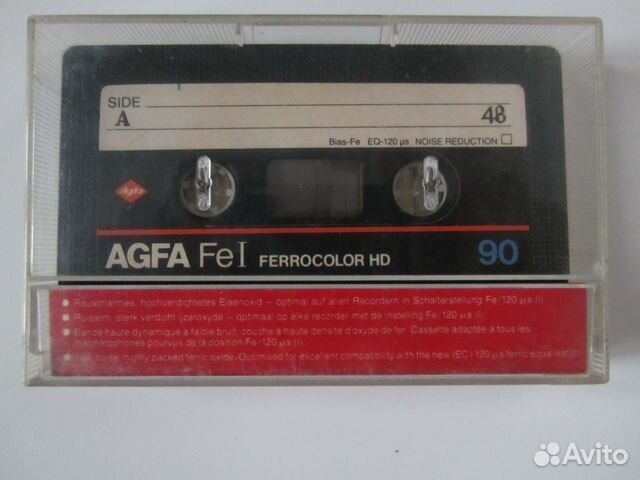 SIDE
A 48
Bias-Fe EQ-120 µs NOISE REDUCTION
Agfa
AGFA FeI FERROCOLOR HD 90
• Rauscharmes, hochverdichtetes Eisenoxid – optimal auf allen Recordern in Schalterstellung Fe/120 µs (I).
• Ruisarm, sterk verdicht ijzeroxyde – optimaal op elke recorder met de instelling Fe/120 µs (I).
• Bande haute dynamique à faible bruit, couche à haute densité d'oxyde de fer. Cassette adaptée à tous les
magnétophones pourvus de la position Fe/120 µs (I).
• Low noise, highly packed ferric oxide - Optimised for excellent compatibility with the new IEC I 120 µs ferric equalisation.
Avito